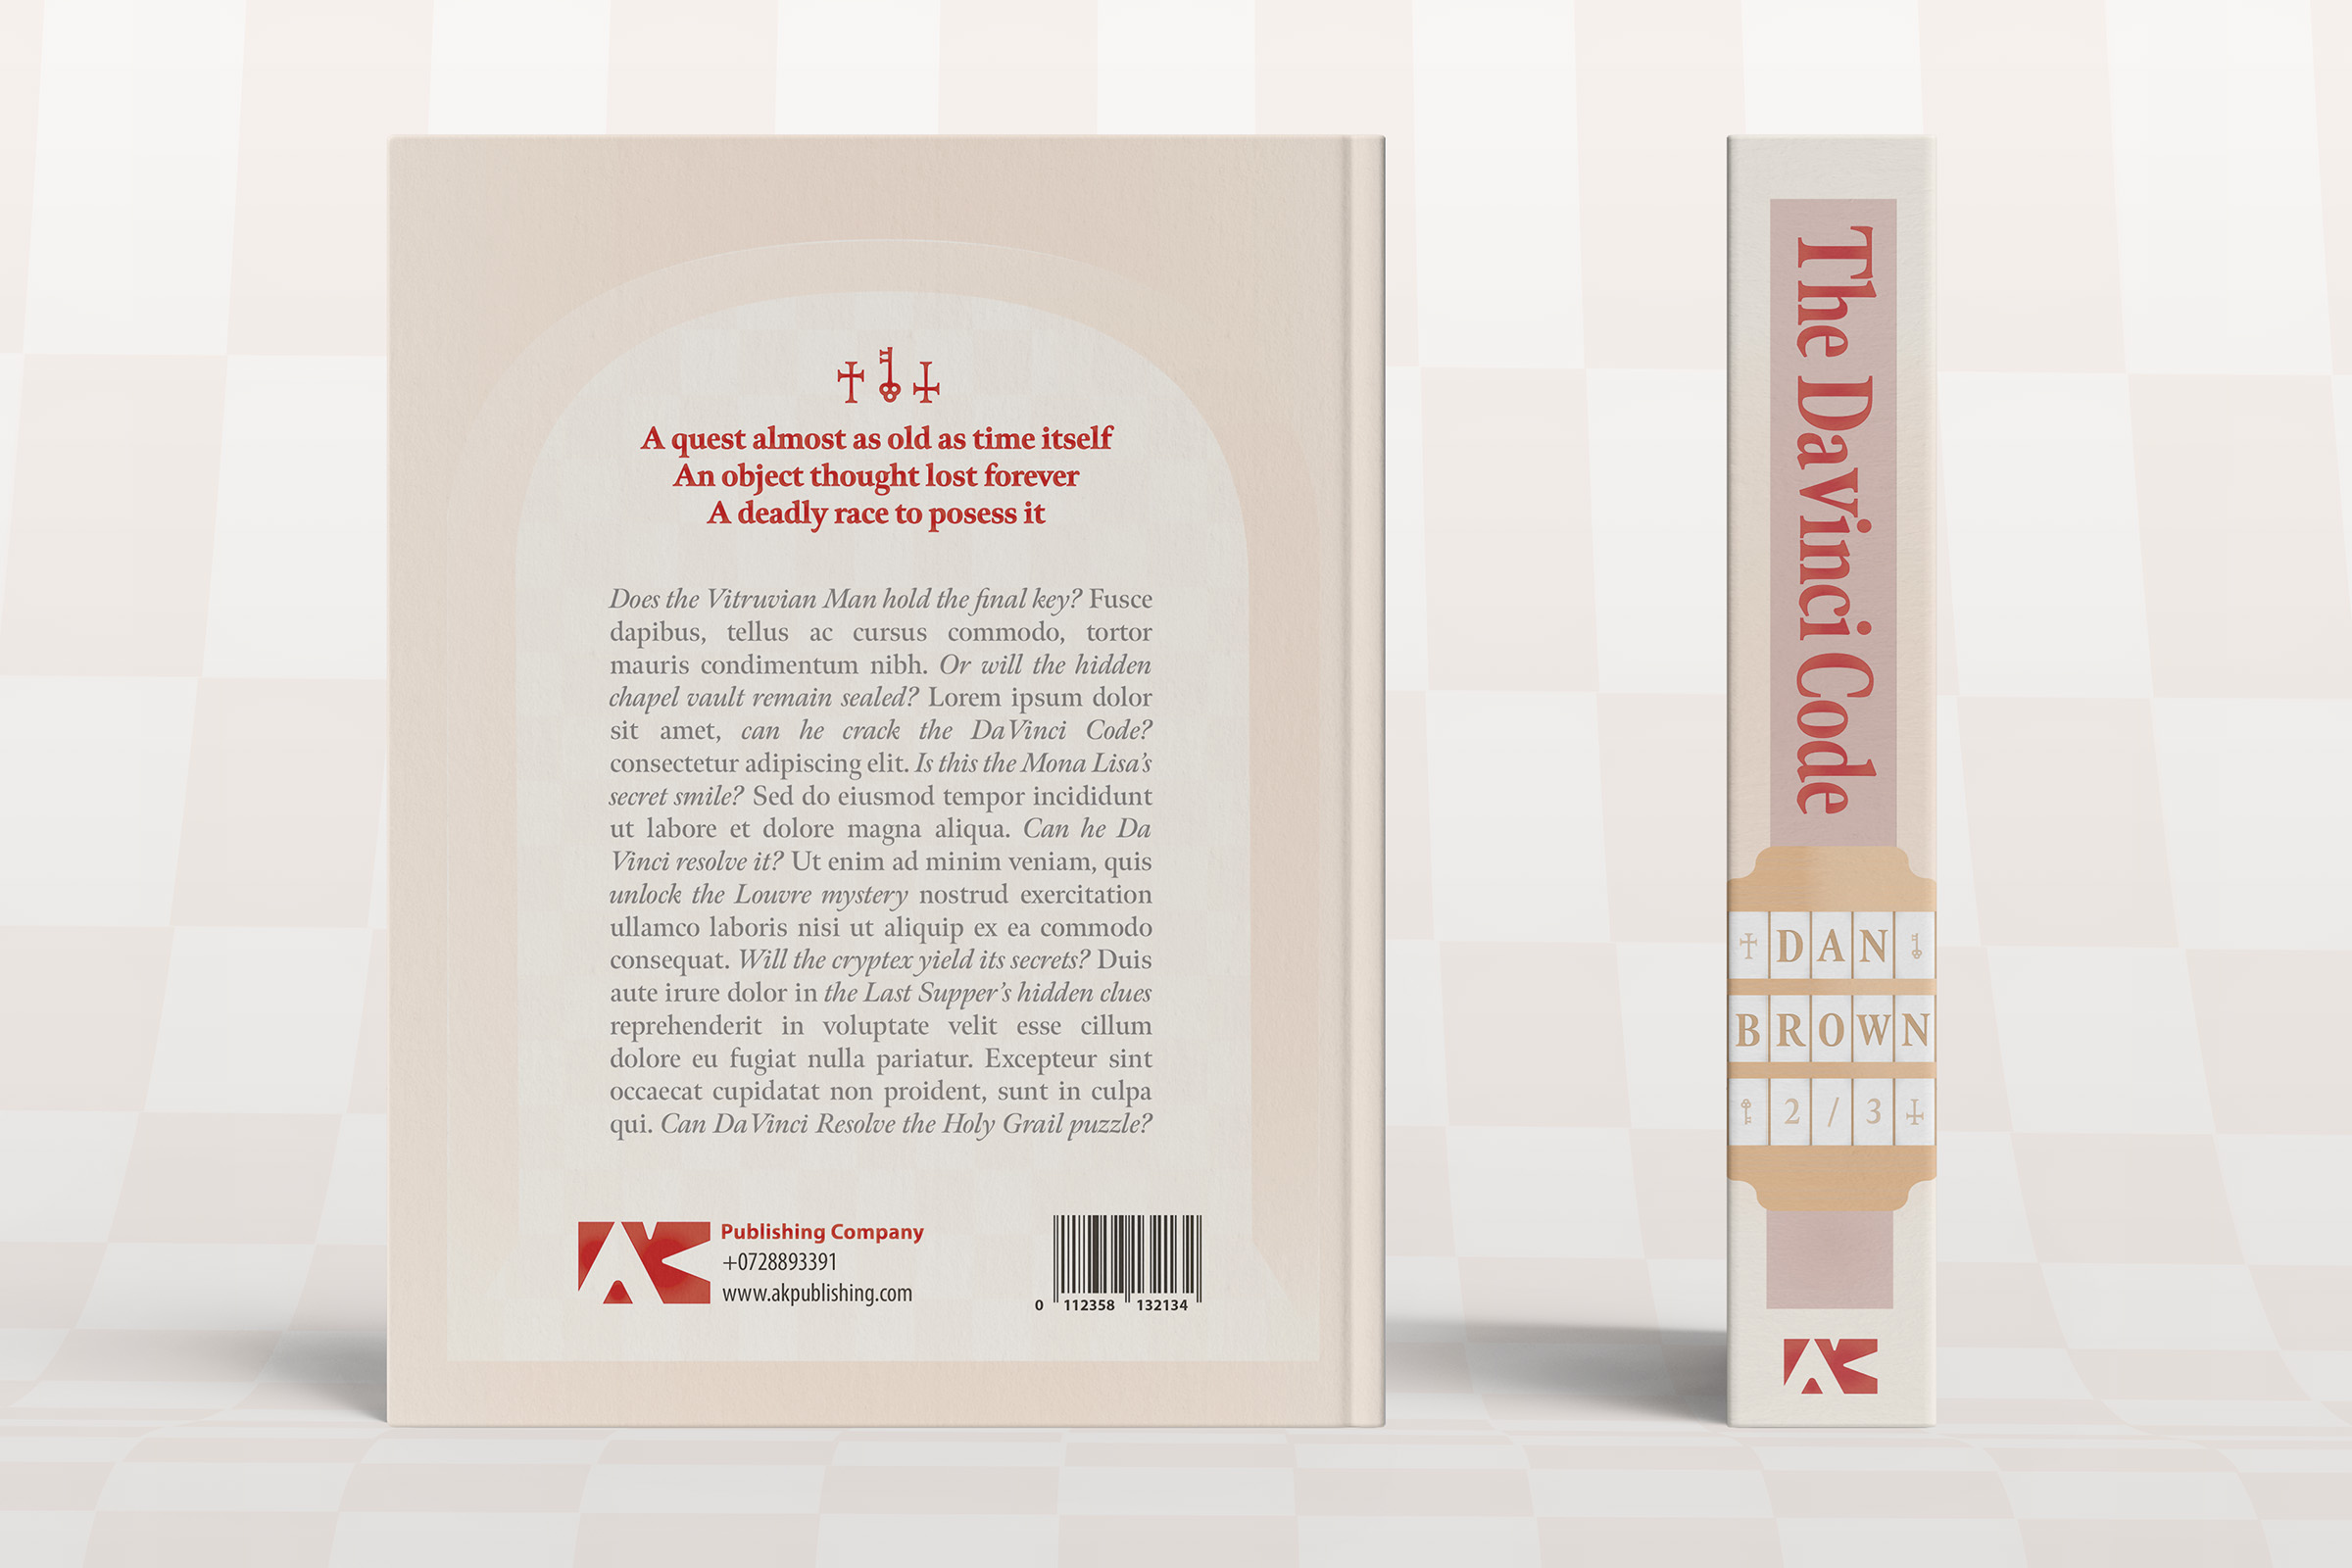 A quest almost as old as time itself
An object thought lost forever
A deadly race to posess it
Does the Vitruvian Man hold the final key? Fusce
dapibus, tellus ac cursus commodo, tortor
mauris condimentum nibh. Or will the hidden
chapel vault remain sealed? Lorem ipsum dolor
sit amet, can he crack the DaVinci Code?
consectetur adipiscing elit. Is this the Mona Lisa’s
secret smile? Sed do eiusmod tempor incididunt
ut labore et dolore magna aliqua. Can he Da
Vinci resolve it? Ut enim ad minim veniam, quis
unlock the Louvre mystery nostrud exercitation
ullamco laboris nisi ut aliquip ex ea commodo
consequat. Will the cryptex yield its secrets? Duis
aute irure dolor in the Last Supper’s hidden clues
reprehenderit in voluptate velit esse cillum
dolore eu fugiat nulla pariatur. Excepteur sint
occaecat cupidatat non proident, sunt in culpa
qui. Can DaVinci Resolve the Holy Grail puzzle?
AK
Publishing Company
+0728893391
www.akpublishing.com
0 112358 132134
The DaVinci Code
DAN
BROWN
2/3
AK